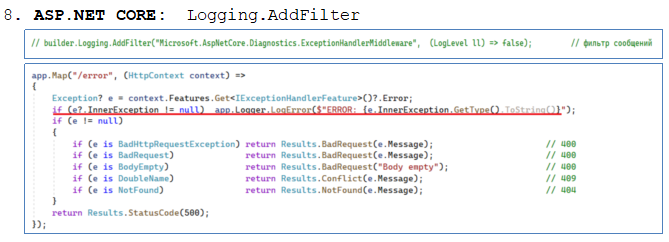 8. ASP.NET CORE: Logging.AddFilter
// builder.Logging.AddFilter("Microsoft.AspNetCore.Diagnostics.ExceptionHandlerMiddleware", (LogLevel ll) => false); // фильтр сообщений
app.Map("/error", (HttpContext context) =>
{
Exception? e = context.Features.Get<IExceptionHandlerFeature>()?.Error;
if (e?.InnerException != null) app.Logger.LogError($"ERROR: {e.InnerException.GetType().ToString()}");
if (e != null)
{
if (e is BadHttpRequestException) return Results.BadRequest(e.Message); // 400
if (e is BadRequest) return Results.BadRequest(e.Message); // 400
if (e is BodyEmpty) return Results.BadRequest("Body empty"); // 400
if (e is DoubleName) return Results.Conflict(e.Message); // 409
if (e is NotFound) return Results.NotFound(e.Message); // 404
}
return Results.StatusCode(500);
});